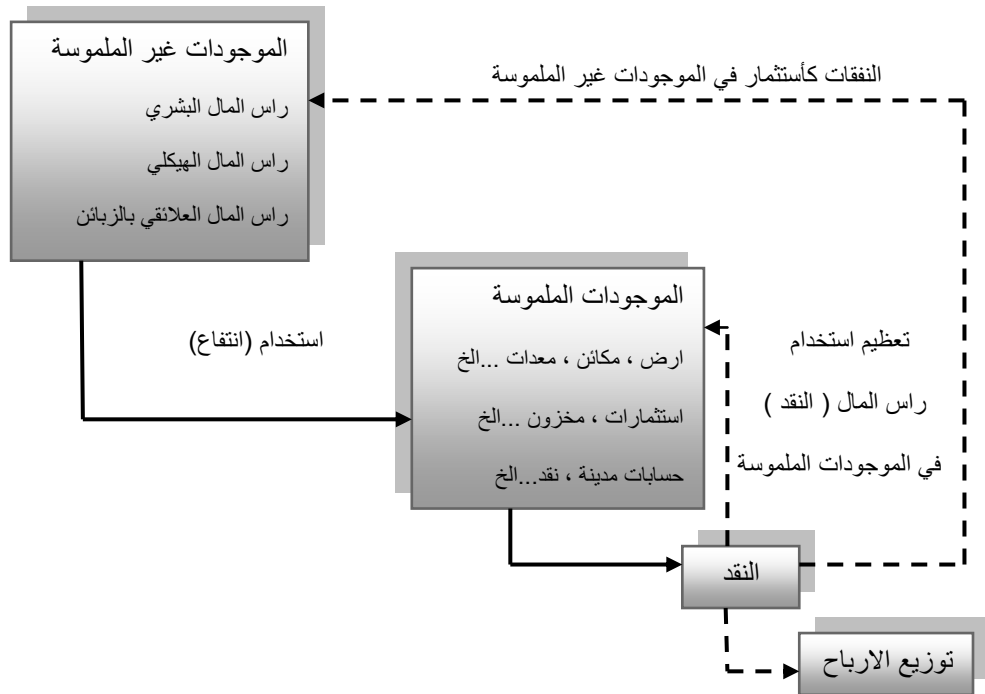 الموجودات غير الملموسة
راس المال البشري
راس المال الهيكلي
راس المال العلائقي بالزبائن
النفقات كأستثمار في الموجودات غير الملموسة
استخدام (انتفاع)
الموجودات الملموسة
ارض ، مكائن ، معدات ...الخ
استثمارات ، مخزون ...الخ
حسابات مدينة ، نقد...الخ
تعظيم استخدام
راس المال ( النقد )
في الموجودات الملموسة
النقد
توزيع الارباح